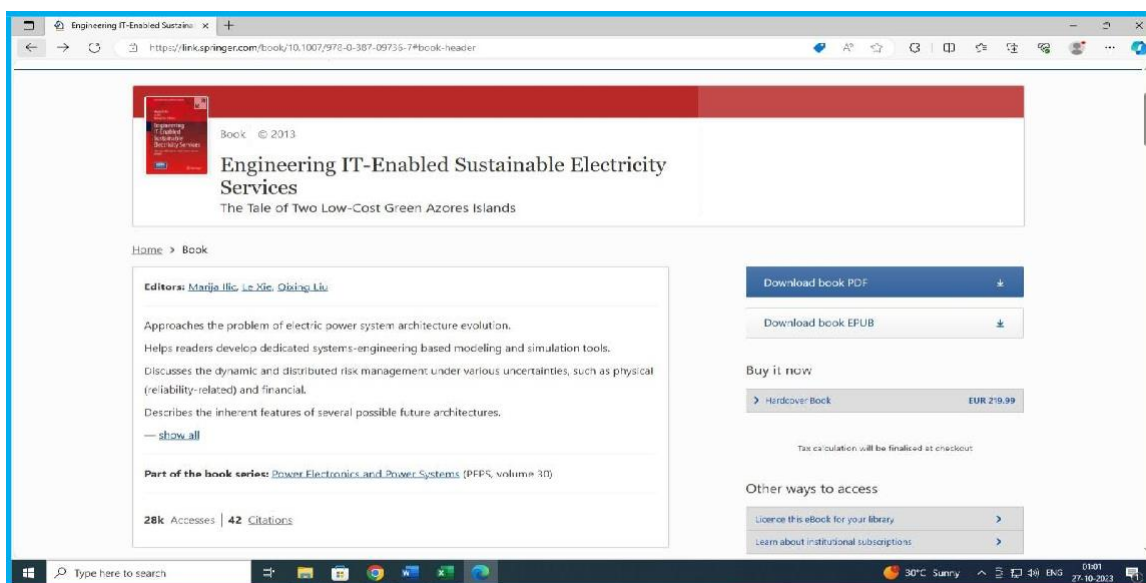 Engineering IT-Enabled Sustaina
https://link.springer.com/book/10.1007/978-0-387-09736-7#book-header
Engineering
IT-Enabled
Sustainable
Electricity Services
Book © 2013
Engineering IT-Enabled Sustainable Electricity
Services
The Tale of Two Low-Cost Green Azores Islands
Home > Book
Editors: Marija Ilic, Le Xie, Qixing Liu
Approaches the problem of electric power system architecture evolution.
Helps readers develop dedicated systems-engineering based modeling and simulation tools.
Discusses the dynamic and distributed risk management under various uncertainties, such as physical
(reliability-related) and financial.
Describes the inherent features of several possible future architectures.
— show all
Part of the book series: Power Electronics and Power Systems (PEPS, volume 30)
28k Accesses | 42 Citations
Download book PDF
Download book EPUB
Buy it now
Hardcover Book EUR 219.99
Tax calculation will be finalised at checkout
Other ways to access
Licence this eBook for your library
Learn about institutional subscriptions
Type here to search
30°C Sunny
ENG
01:01
27-10-2023